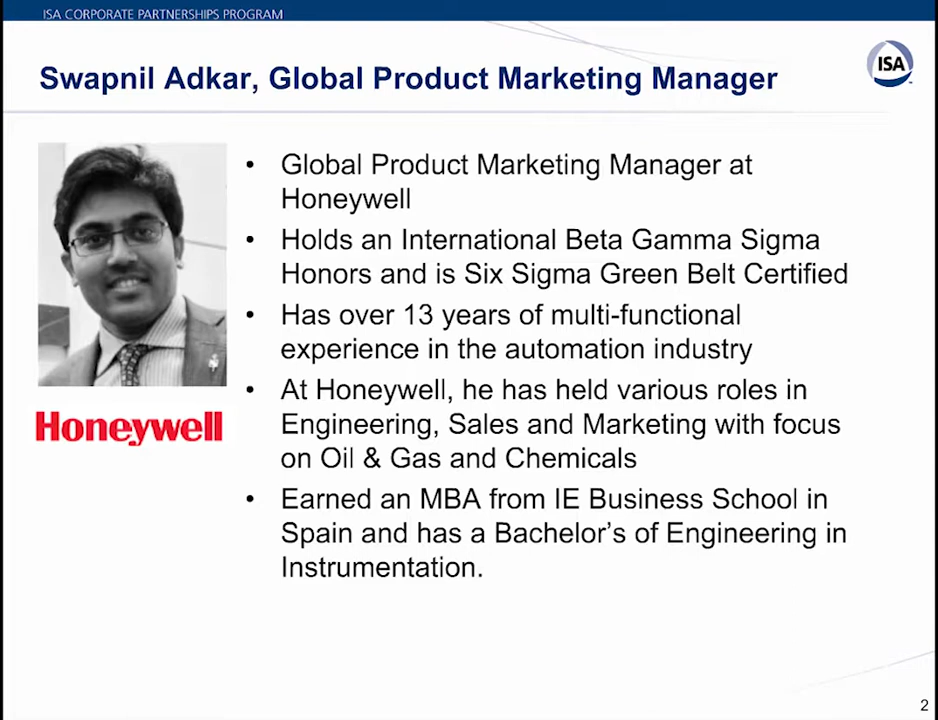 ISA CORPORATE PARTNERSHIPS PROGRAM
Swapnil Adkar, Global Product Marketing Manager
ISA
• Global Product Marketing Manager at
Honeywell
• Holds an International Beta Gamma Sigma
Honors and is Six Sigma Green Belt Certified
• Has over 13 years of multi-functional
experience in the automation industry
• At Honeywell, he has held various roles in
Engineering, Sales and Marketing with focus
on Oil & Gas and Chemicals
• Earned an MBA from IE Business School in
Spain and has a Bachelor’s of Engineering in
Instrumentation.
Honeywell
2